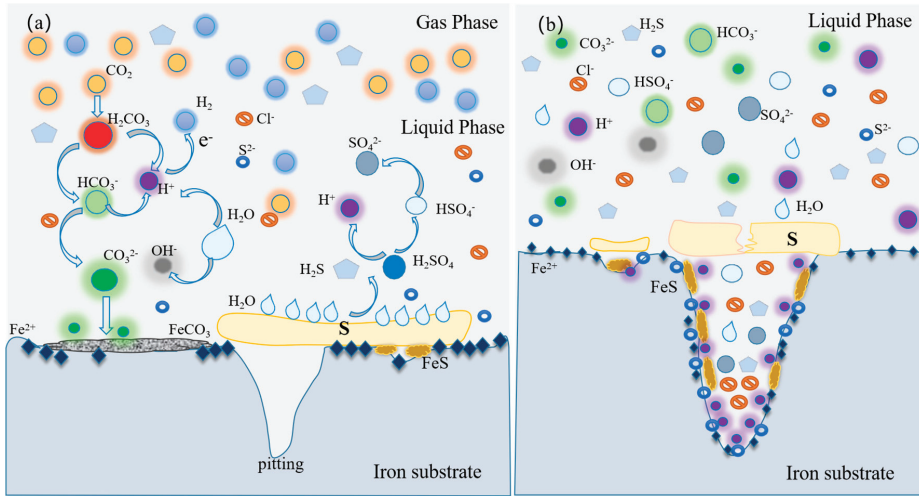 (a)
Gas Phase
CO₂
H₂CO₃
H₂
e⁻
Cl⁻
Liquid Phase
S²⁻
SO₄²⁻
HCO₃⁻
H⁺
H⁺
HSO₄⁻
H₂O
CO₃²⁻
OH⁻
H₂S
H₂SO₄
H₂O
Fe²⁺
FeCO₃
S
FeS
pitting
Iron substrate
(b)
H₂S
Liquid Phase
CO₃²⁻
HCO₃⁻
Cl⁻
HSO₄⁻
H⁺
SO₄²⁻
S²⁻
OH⁻
H₂O
S
Fe²⁺
FeS
Iron substrate